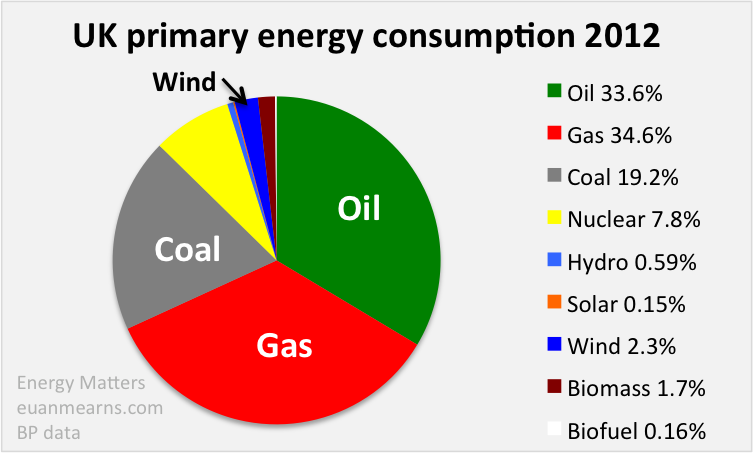 UK primary energy consumption 2012
Wind
Oil
Gas
Coal
Oil 33.6%
Gas 34.6%
Coal 19.2%
Nuclear 7.8%
Hydro 0.59%
Solar 0.15%
Wind 2.3%
Biomass 1.7%
Biofuel 0.16%
Energy Matters
euanmearns.com
BP data